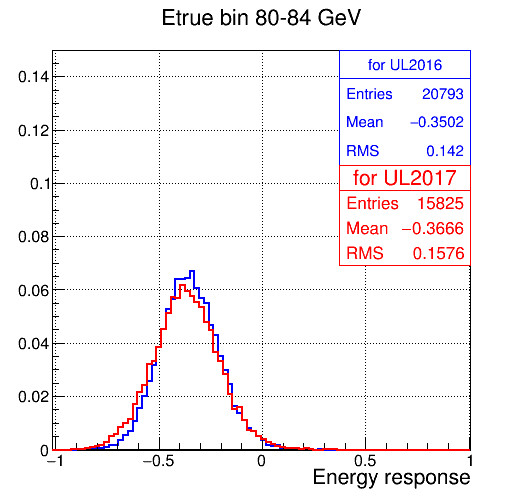 Etrue bin 80-84 GeV
for UL2016
Entries 20793
Mean −0.3502
RMS 0.142
for UL2017
Entries 15825
Mean −0.3666
RMS 0.1576
0.14
0.12
0.1
0.08
0.06
0.04
0.02
0
−1 −0.5 0 0.5 1
Energy response